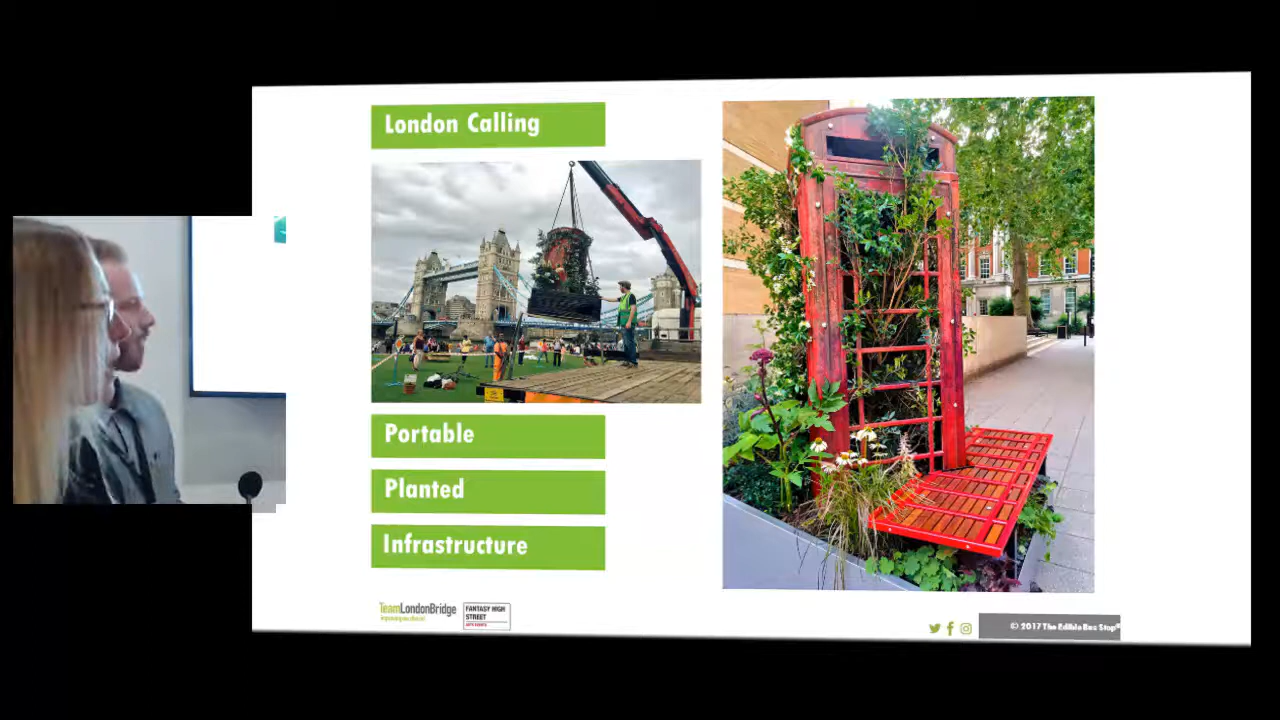 London Calling
Portable
Planted
Infrastructure
TeamLondonBridge
FANTASY HIGH
STREET
© 2017 The Edible Bus Stop®